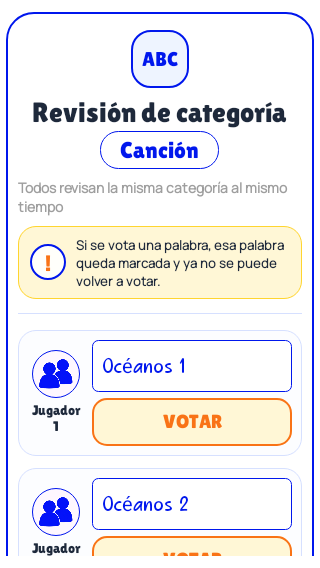 ABC
Revisión de categoría
Canción
Todos revisan la misma categoría al mismo
tiempo
!
Si se vota una palabra, esa palabra
queda marcada y ya no se puede
volver a votar.
Océanos 1
Jugador
1
VOTAR
Océanos 2
Jugador
VOTAR